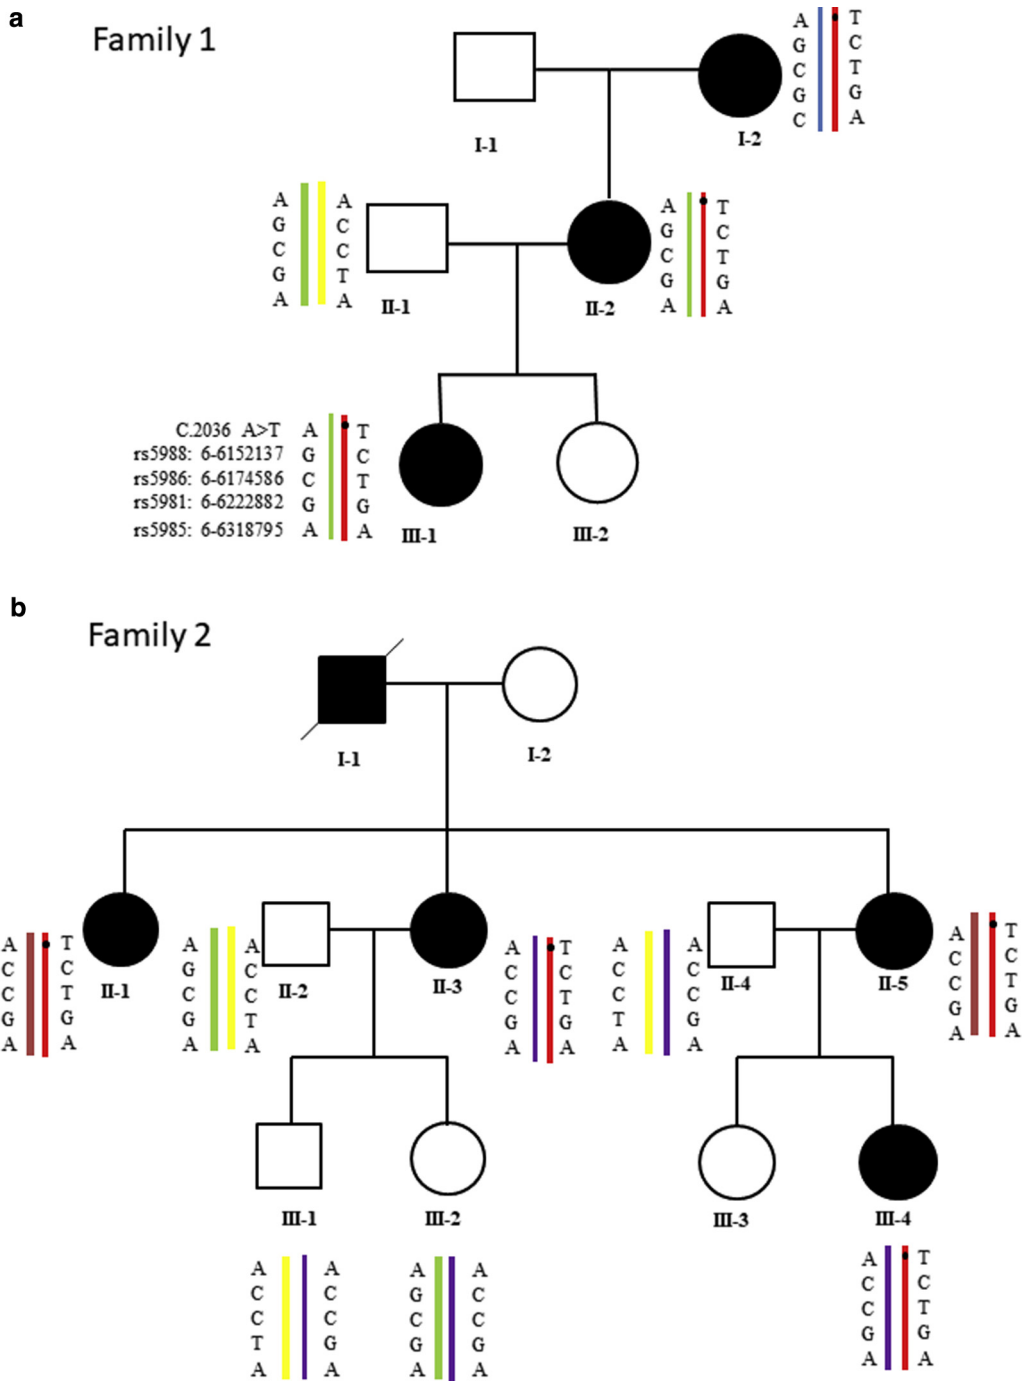 a
Family 1
A T
G C
C T
G G
C A
I-1
I-2
A A
G C
C C
G T
A A
II-1
A T
G C
C T
G G
A A
II-2
C.2036 A>T A T
rs5988: 6-6152137 G C
rs5986: 6-6174586 C T
rs5981: 6-6222882 G G
rs5985: 6-6318795 A A
III-1
III-2
b
Family 2
I-1
I-2
A T
C C
C T
G G
A A
II-1
A A
G C
C C
G T
A A
II-2
II-3
A T
C C
C T
G G
A A
A A
C C
C C
T G
A A
II-4
II-5
A T
C C
C T
G G
A A
III-1
III-2
III-3
III-4
A A
C C
C C
T G
A A
A A
G C
C C
G G
A A
A T
C C
C T
G G
A A